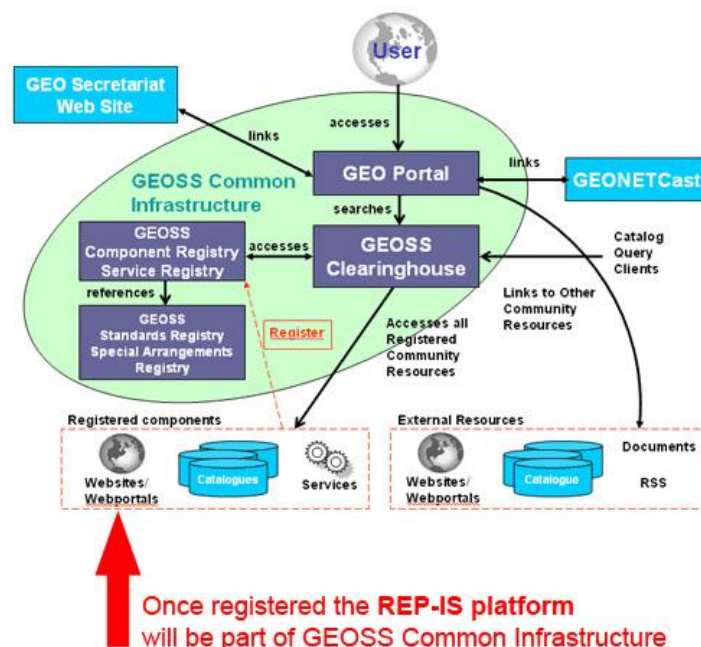 User
GEO Secretariat
Web Site
accesses
links
GEO Portal
links
GEONETCast
GEOSS Common
Infrastructure
searches
GEOSS
Component Registry
Service Registry
accesses
GEOSS
Clearinghouse
Catalog
Query
Clients
references
GEOSS
Standards Registry
Special Arrangements
Registry
Register
Accesses all
Registered
Community
Resources
Links to Other
Community
Resources
Registered components
Websites/
Webportals
Catalogues
Services
External Resources
Websites/
Webportals
Catalogue
Documents
RSS
Once registered the REP-IS platform
will be part of GEOSS Common Infrastructure